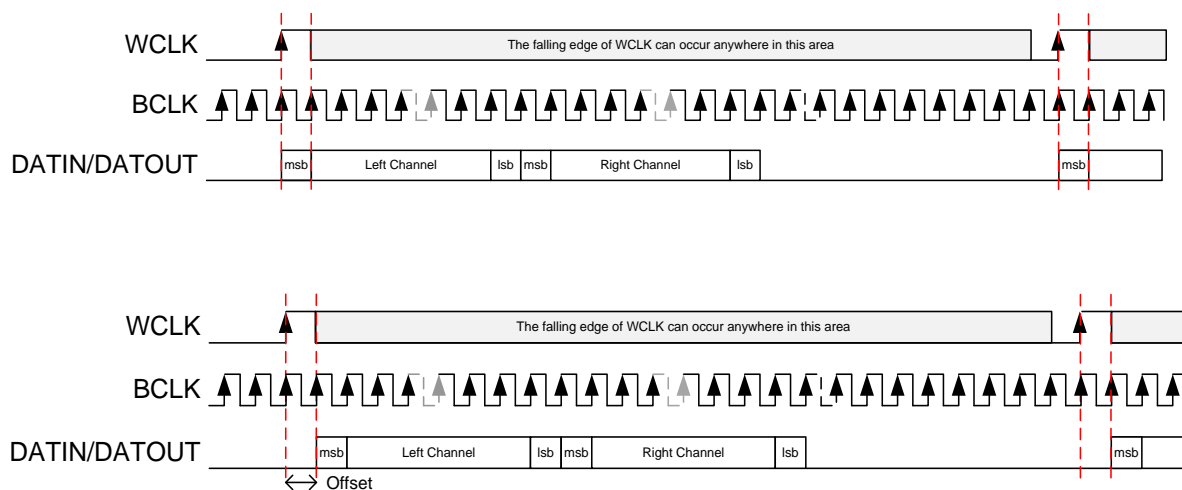 WCLK
The falling edge of WCLK can occur anywhere in this area
BCLK
DATIN/DATOUT
msb Left Channel lsb msb Right Channel lsb msb
WCLK
The falling edge of WCLK can occur anywhere in this area
BCLK
DATIN/DATOUT
msb Left Channel lsb msb Right Channel lsb msb
Offset